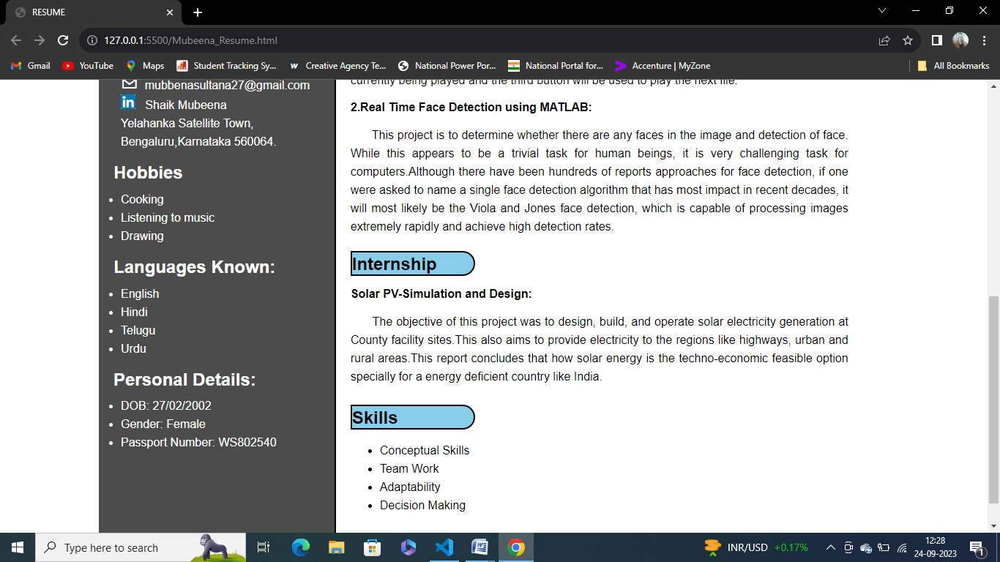 RESUME
127.0.0.1:5500/Mubeena_Resume.html
Gmail
YouTube
Maps
Student Tracking Sy...
Creative Agency Te...
National Power Por...
National Portal for...
Accenture | MyZone
All Bookmarks
mubbenasultana27@gmail.com
Shaik Mubeena
Yelahanka Satellite Town,
Bengaluru,Karnataka 560064.
Hobbies
Cooking
Listening to music
Drawing
Languages Known:
English
Hindi
Telugu
Urdu
Personal Details:
DOB: 27/02/2002
Gender: Female
Passport Number: WS802540
currently being played and the third button will be used to play the next file.
2.Real Time Face Detection using MATLAB:
This project is to determine whether there are any faces in the image and detection of face.
While this appears to be a trivial task for human beings, it is very challenging task for
computers.Although there have been hundreds of reports approaches for face detection, if one
were asked to name a single face detection algorithm that has most impact in recent decades, it
will most likely be the Viola and Jones face detection, which is capable of processing images
extremely rapidly and achieve high detection rates.
Internship
Solar PV-Simulation and Design:
The objective of this project was to design, build, and operate solar electricity generation at
County facility sites.This also aims to provide electricity to the regions like highways, urban and
rural areas.This report concludes that how solar energy is the techno-economic feasible option
specially for a energy deficient country like India.
Skills
Conceptual Skills
Team Work
Adaptability
Decision Making
Type here to search
INR/USD +0.17%
12:28
24-09-2023
1